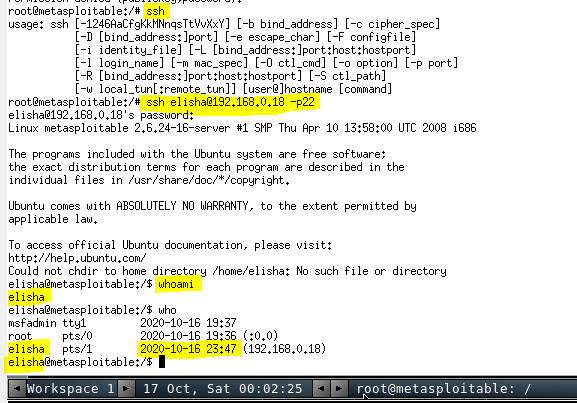 root@metasploitable:/# ssh
usage: ssh [-1246AaCfgKkMNnqsTtVvXxY] [-b bind_address] [-c cipher_spec]
           [-D [bind_address:]port] [-e escape_char] [-F configfile]
           [-i identity_file] [-L [bind_address:]port:host:hostport]
           [-l login_name] [-m mac_spec] [-O ctl_cmd] [-o option] [-p port]
           [-R [bind_address:]port:host:hostport] [-S ctl_path]
           [-w local_tun[:remote_tun]] [user@]hostname [command]
root@metasploitable:/# ssh elisha@192.168.0.18 -p22
elisha@192.168.0.18's password:
Linux metasploitable 2.6.24-16-server #1 SMP Thu Apr 10 13:58:00 UTC 2008 i686

The programs included with the Ubuntu system are free software;
the exact distribution terms for each program are described in the
individual files in /usr/share/doc/*/copyright.

Ubuntu comes with ABSOLUTELY NO WARRANTY, to the extent permitted by
applicable law.

To access official Ubuntu documentation, please visit:
http://help.ubuntu.com/
Could not chdir to home directory /home/elisha: No such file or directory
elisha@metasploitable:/$ whoami
elisha
elisha@metasploitable:/$ who
msfadmin tty1         2020-10-16 19:37
root     pts/0        2020-10-16 19:36 (:0.0)
elisha   pts/1        2020-10-16 23:47 (192.168.0.18)
elisha@metasploitable:/$
Workspace 1 17 Oct, Sat 00:02:25 root@metasploitable: /